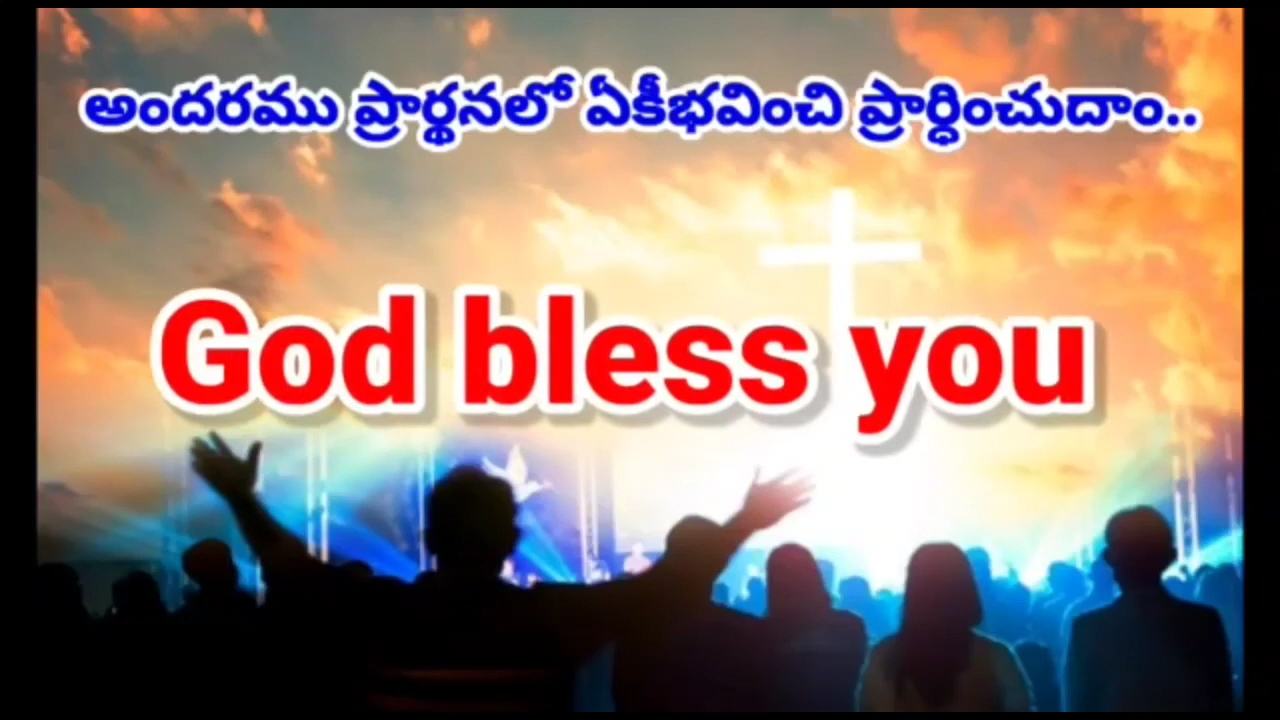 అందరము ప్రార్థనలో ఏకీభవించి ప్రార్ధించుదాం..
God bless you